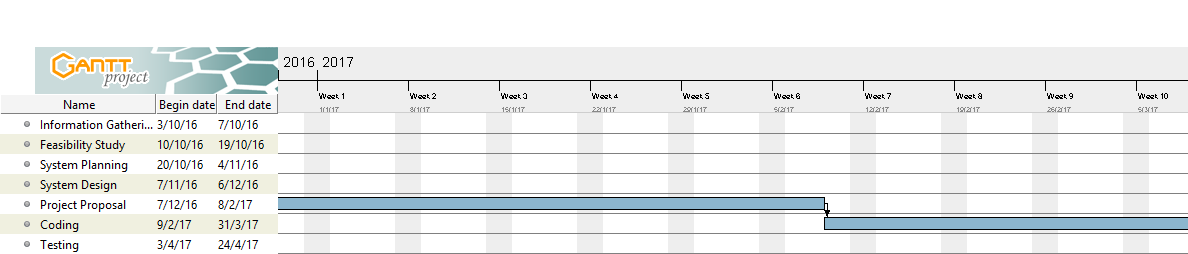 GANTT
project
2016 2017
Name Begin date End date
Week 1 Week 2 Week 3 Week 4 Week 5 Week 6 Week 7 Week 8 Week 9 Week 10
1/1/17 8/1/17 15/1/17 22/1/17 29/1/17 5/2/17 12/2/17 19/2/17 26/2/17 5/3/17
Information Gatheri... 3/10/16 7/10/16
Feasibility Study 10/10/16 19/10/16
System Planning 20/10/16 4/11/16
System Design 7/11/16 6/12/16
Project Proposal 7/12/16 8/2/17
Coding 9/2/17 31/3/17
Testing 3/4/17 24/4/17